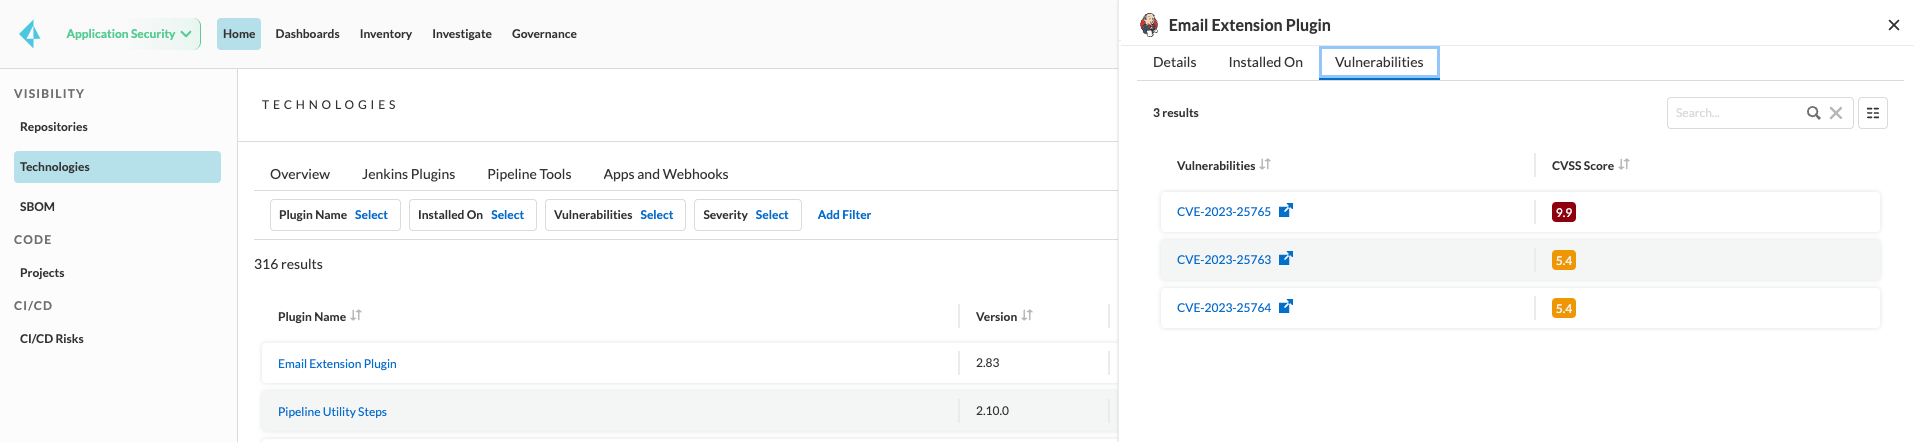 Application Security
Home Dashboards Inventory Investigate Governance
VISIBILITY
Repositories
Technologies
SBOM
CODE
Projects
CI/CD
CI/CD Risks
TECHNOLOGIES
Overview Jenkins Plugins Pipeline Tools Apps and Webhooks
Plugin Name Select Installed On Select Vulnerabilities Select Severity Select Add Filter
316 results
Plugin Name Version
Email Extension Plugin 2.83
Pipeline Utility Steps 2.10.0
Email Extension Plugin
Details Installed On Vulnerabilities
3 results Search...
Vulnerabilities CVSS Score
CVE-2023-25765 9.9
CVE-2023-25763 5.4
CVE-2023-25764 5.4